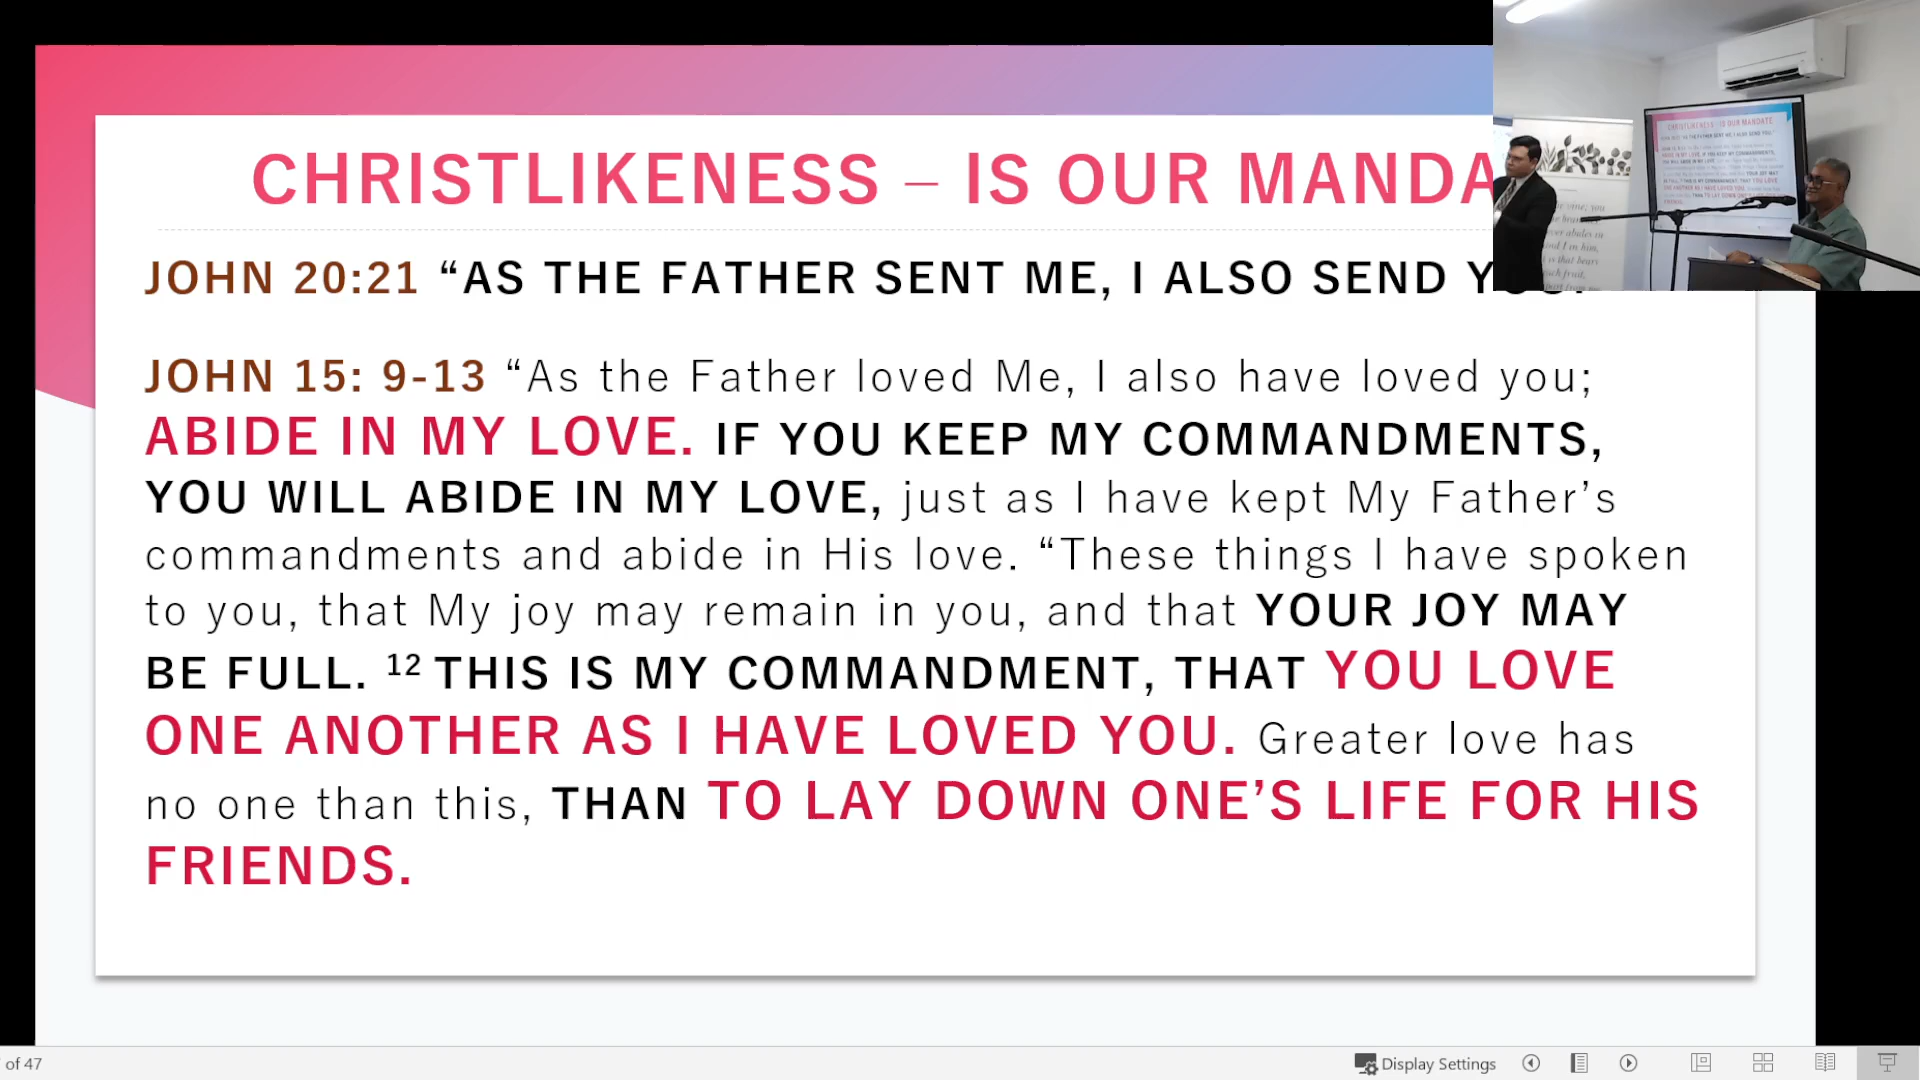 CHRISTLIKENESS – IS OUR MANDA
JOHN 20:21 “AS THE FATHER SENT ME, I ALSO SEND
JOHN 15: 9-13 “As the Father loved Me, I also have loved you;
ABIDE IN MY LOVE. IF YOU KEEP MY COMMANDMENTS,
YOU WILL ABIDE IN MY LOVE, just as I have kept My Father’s
commandments and abide in His love. “These things I have spoken
to you, that My joy may remain in you, and that YOUR JOY MAY
BE FULL. ¹² THIS IS MY COMMANDMENT, THAT YOU LOVE
ONE ANOTHER AS I HAVE LOVED YOU. Greater love has
no one than this, THAN TO LAY DOWN ONE’S LIFE FOR HIS
FRIENDS.
of 47
Display Settings